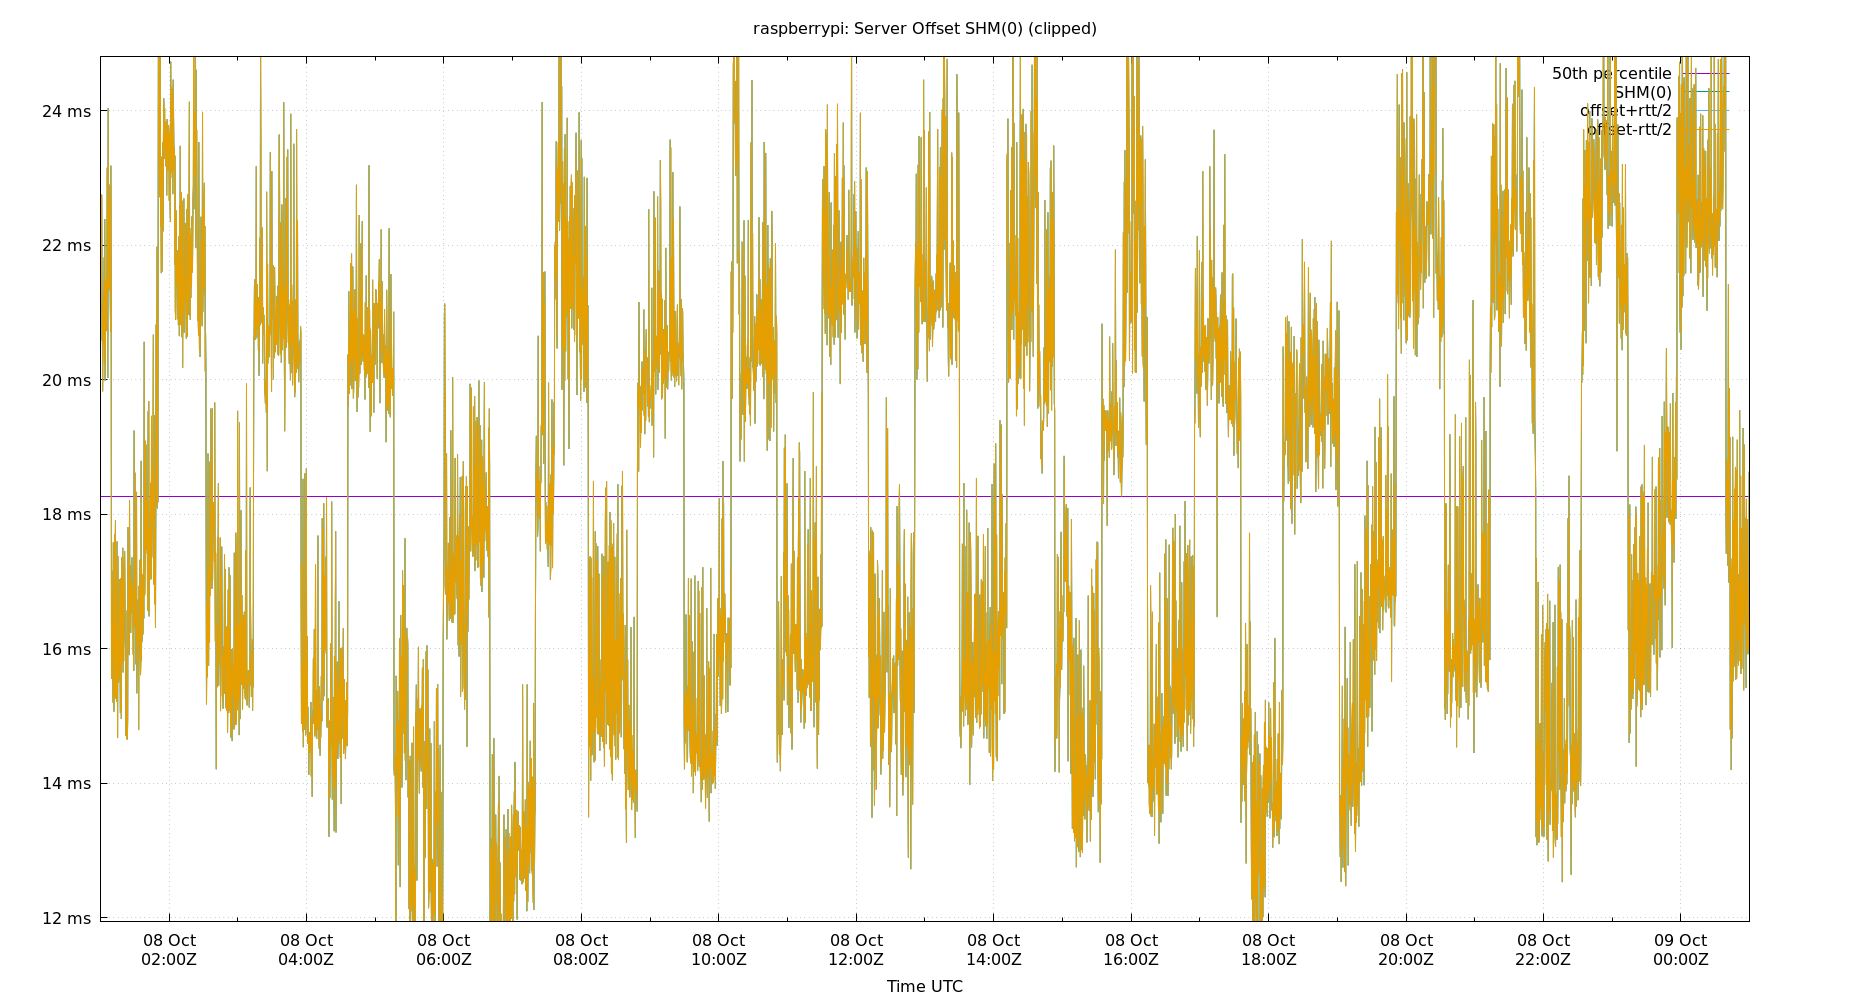 raspberrypi: Server Offset SHM(0) (clipped)
50th percentile
SHM(0)
offset+rtt/2
offset-rtt/2
24 ms
22 ms
20 ms
18 ms
16 ms
14 ms
12 ms
08 Oct 08 Oct 08 Oct 08 Oct 08 Oct 08 Oct 08 Oct 08 Oct 08 Oct 08 Oct 08 Oct 09 Oct
02:00Z 04:00Z 06:00Z 08:00Z 10:00Z 12:00Z 14:00Z 16:00Z 18:00Z 20:00Z 22:00Z 00:00Z
Time UTC